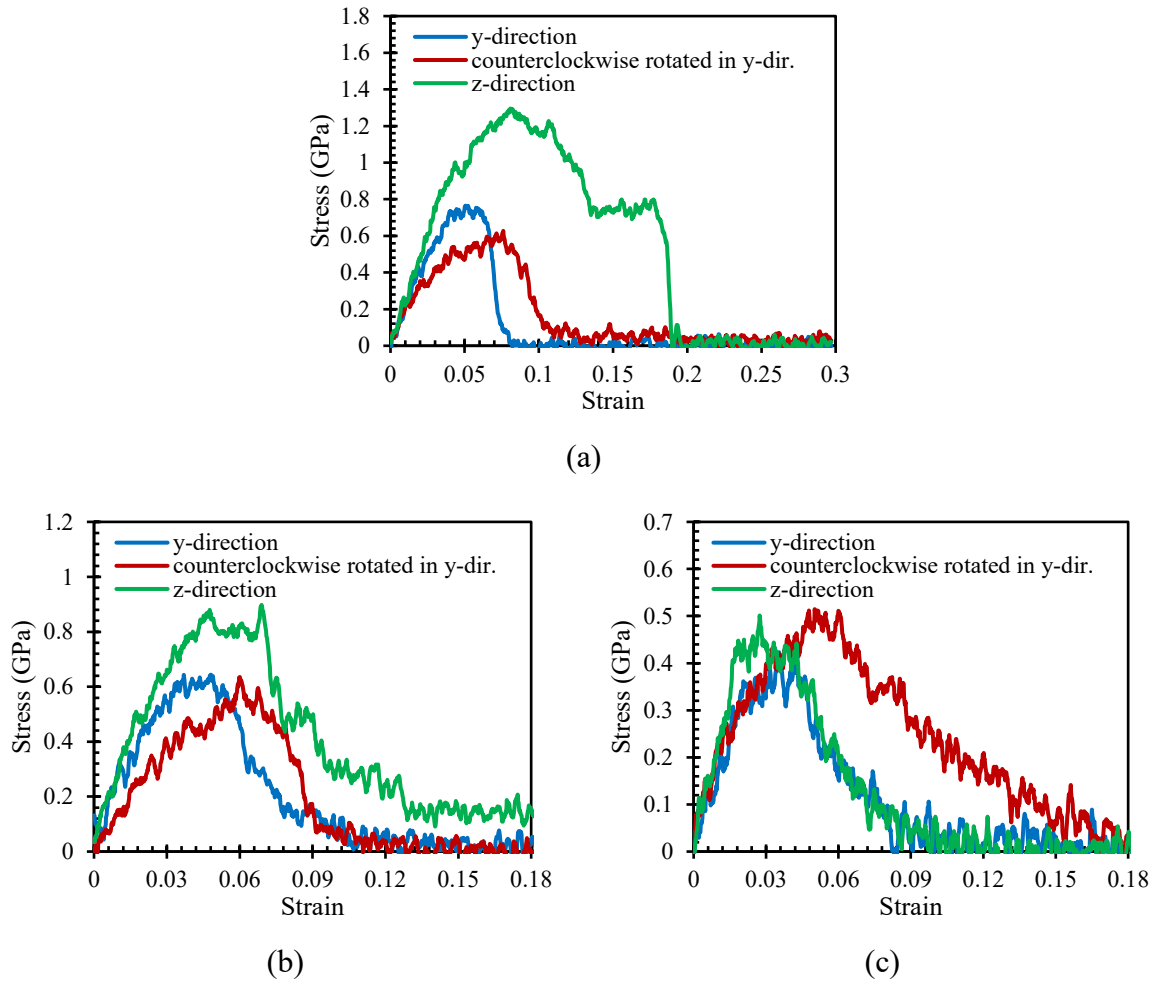 1.8
1.6
1.4
1.2
1
0.8
0.6
0.4
0.2
0
Stress (GPa)
y-direction
counterclockwise rotated in y-dir.
z-direction
0 0.05 0.1 0.15 0.2 0.25 0.3
Strain
(a)
1.2
1
0.8
0.6
0.4
0.2
0
Stress (GPa)
y-direction
counterclockwise rotated in y-dir.
z-direction
0 0.03 0.06 0.09 0.12 0.15 0.18
Strain
(b)
0.7
0.6
0.5
0.4
0.3
0.2
0.1
0
Stress (GPa)
y-direction
counterclockwise rotated in y-dir.
z-direction
0 0.03 0.06 0.09 0.12 0.15 0.18
Strain
(c)